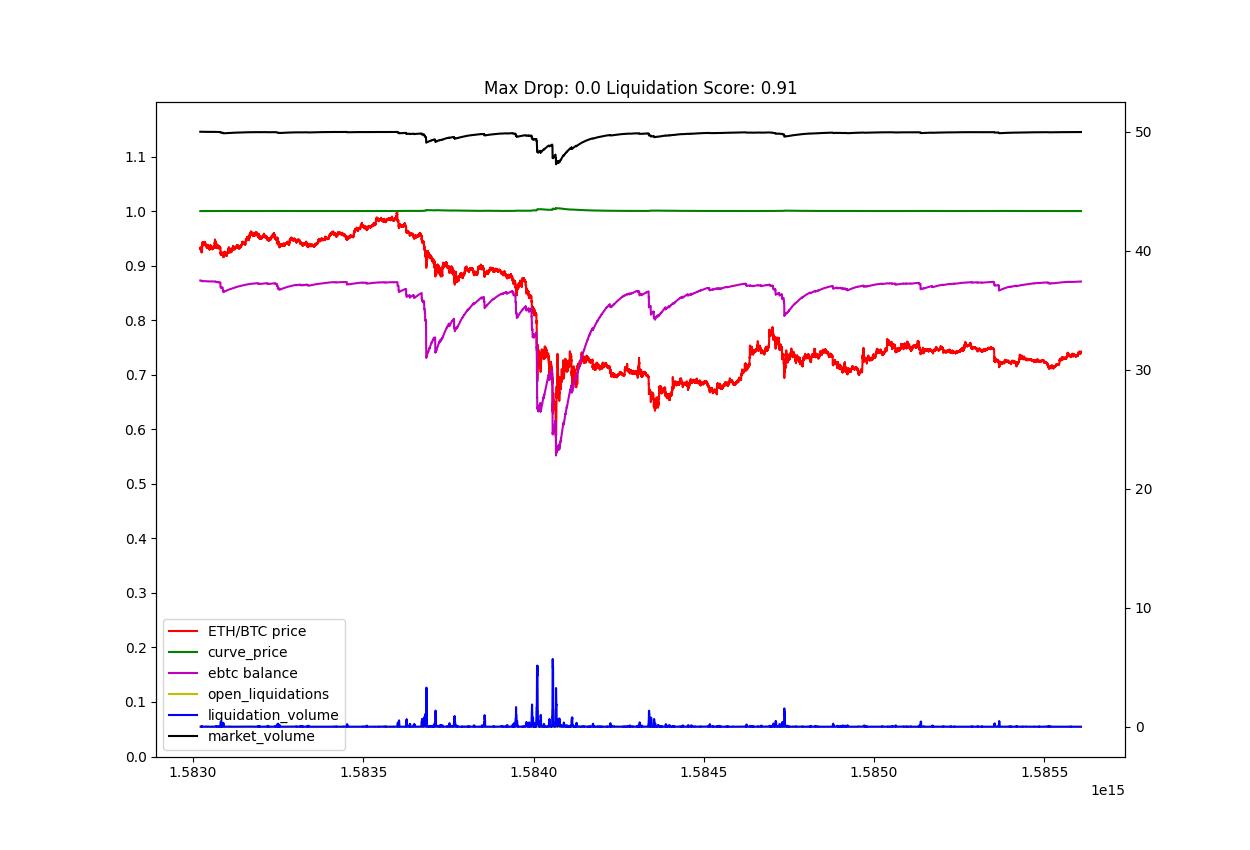 Max Drop: 0.0 Liquidation Score: 0.91
1.1
1.0
0.9
0.8
0.7
0.6
0.5
0.4
0.3
0.2
0.1
0.0
50
40
30
20
10
0
ETH/BTC price
curve_price
ebtc balance
open_liquidations
liquidation_volume
market_volume
1.5830 1.5835 1.5840 1.5845 1.5850 1.5855
1e15